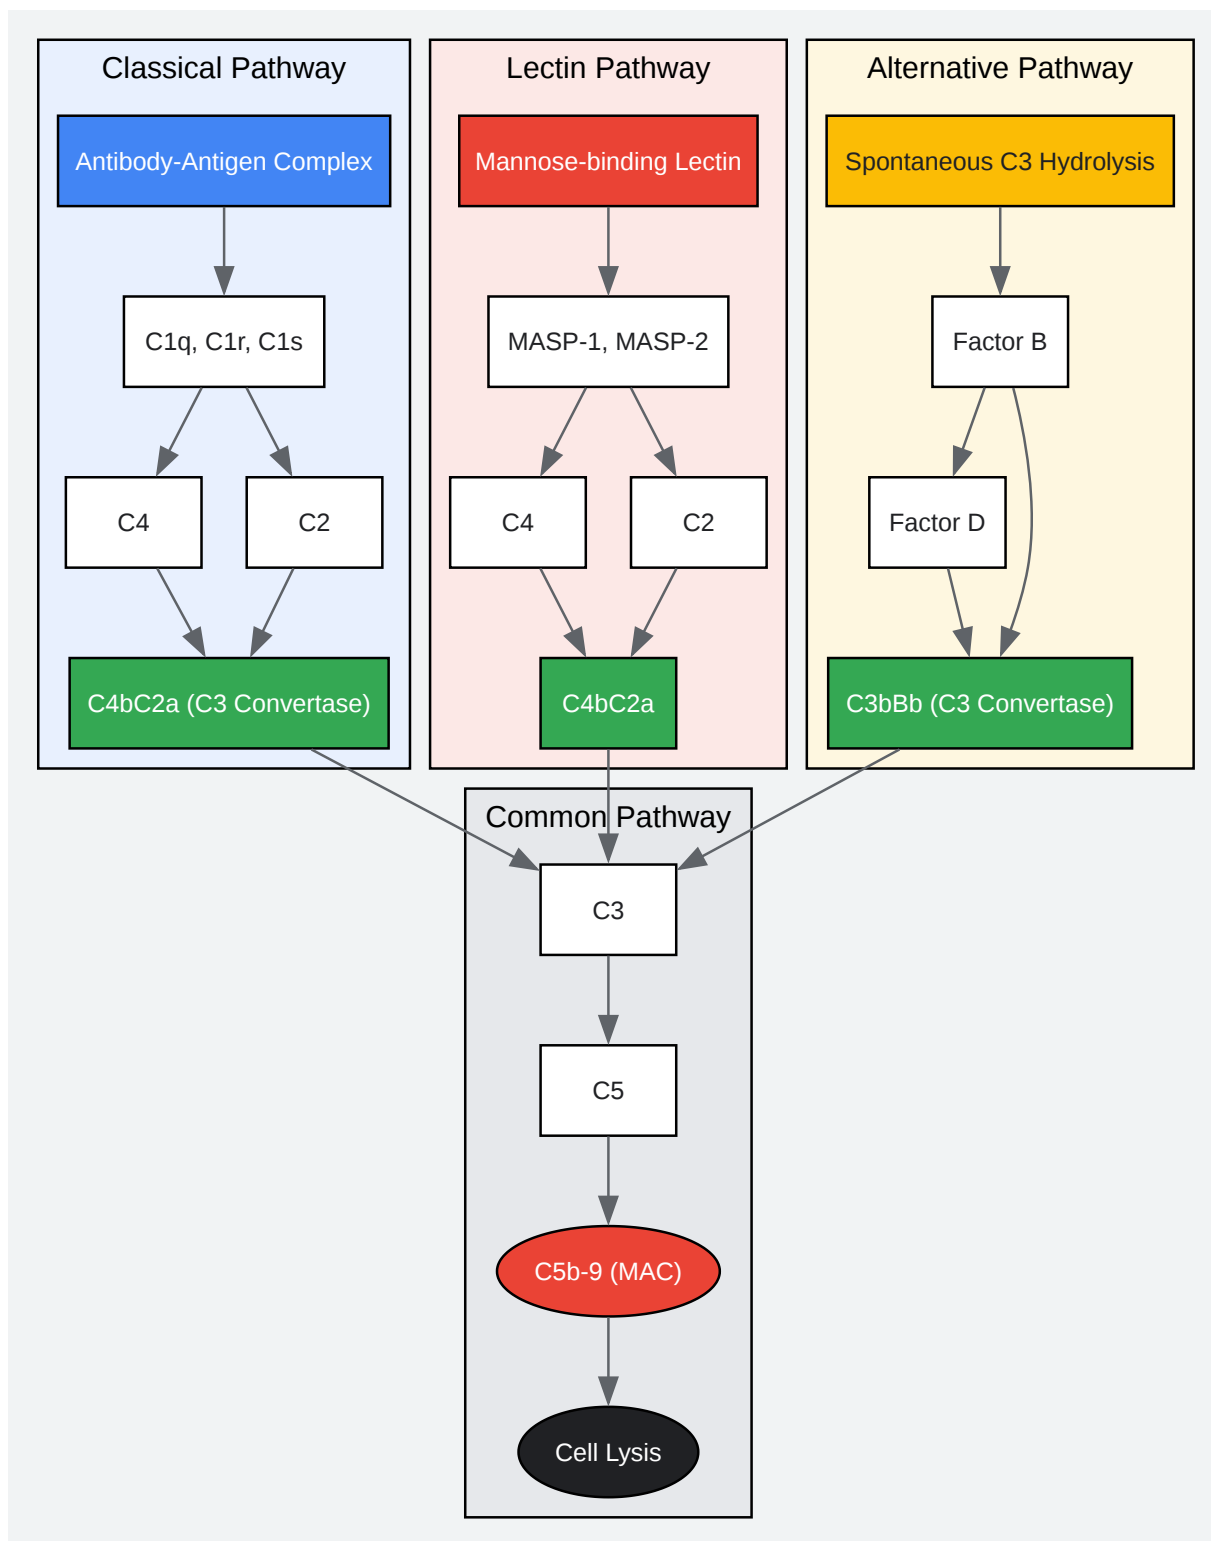 Classical Pathway
Antibody-Antigen Complex
C1q, C1r, C1s
C4
C2
C4bC2a (C3 Convertase)
Lectin Pathway
Mannose-binding Lectin
MASP-1, MASP-2
C4
C2
C4bC2a
Alternative Pathway
Spontaneous C3 Hydrolysis
Factor B
Factor D
C3bBb (C3 Convertase)
Common Pathway
C3
C5
C5b-9 (MAC)
Cell Lysis